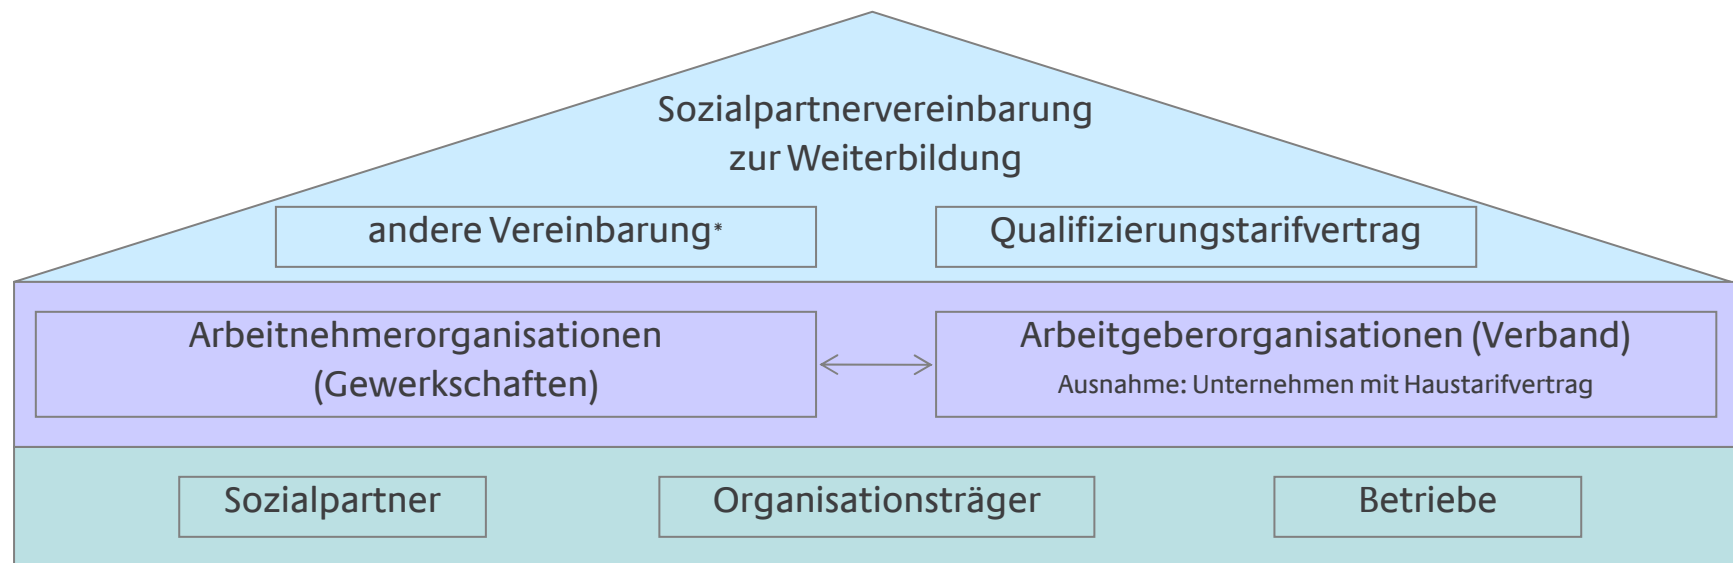 Sozialpartnervereinbarung
zur Weiterbildung
andere Vereinbarung*
Qualifizierungstarifvertrag
Arbeitnehmerorganisationen
(Gewerkschaften)
Arbeitgeberorganisationen (Verband)
Ausnahme: Unternehmen mit Haustarifvertrag
Sozialpartner
Organisationsträger
Betriebe